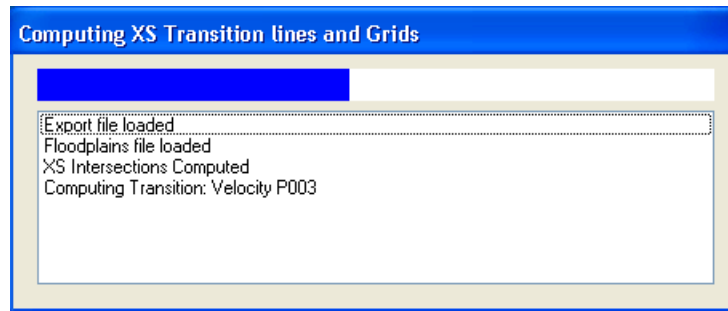 Computing XS Transition lines and Grids
Export file loaded
Floodplains file loaded
XS Intersections Computed
Computing Transition: Velocity P003